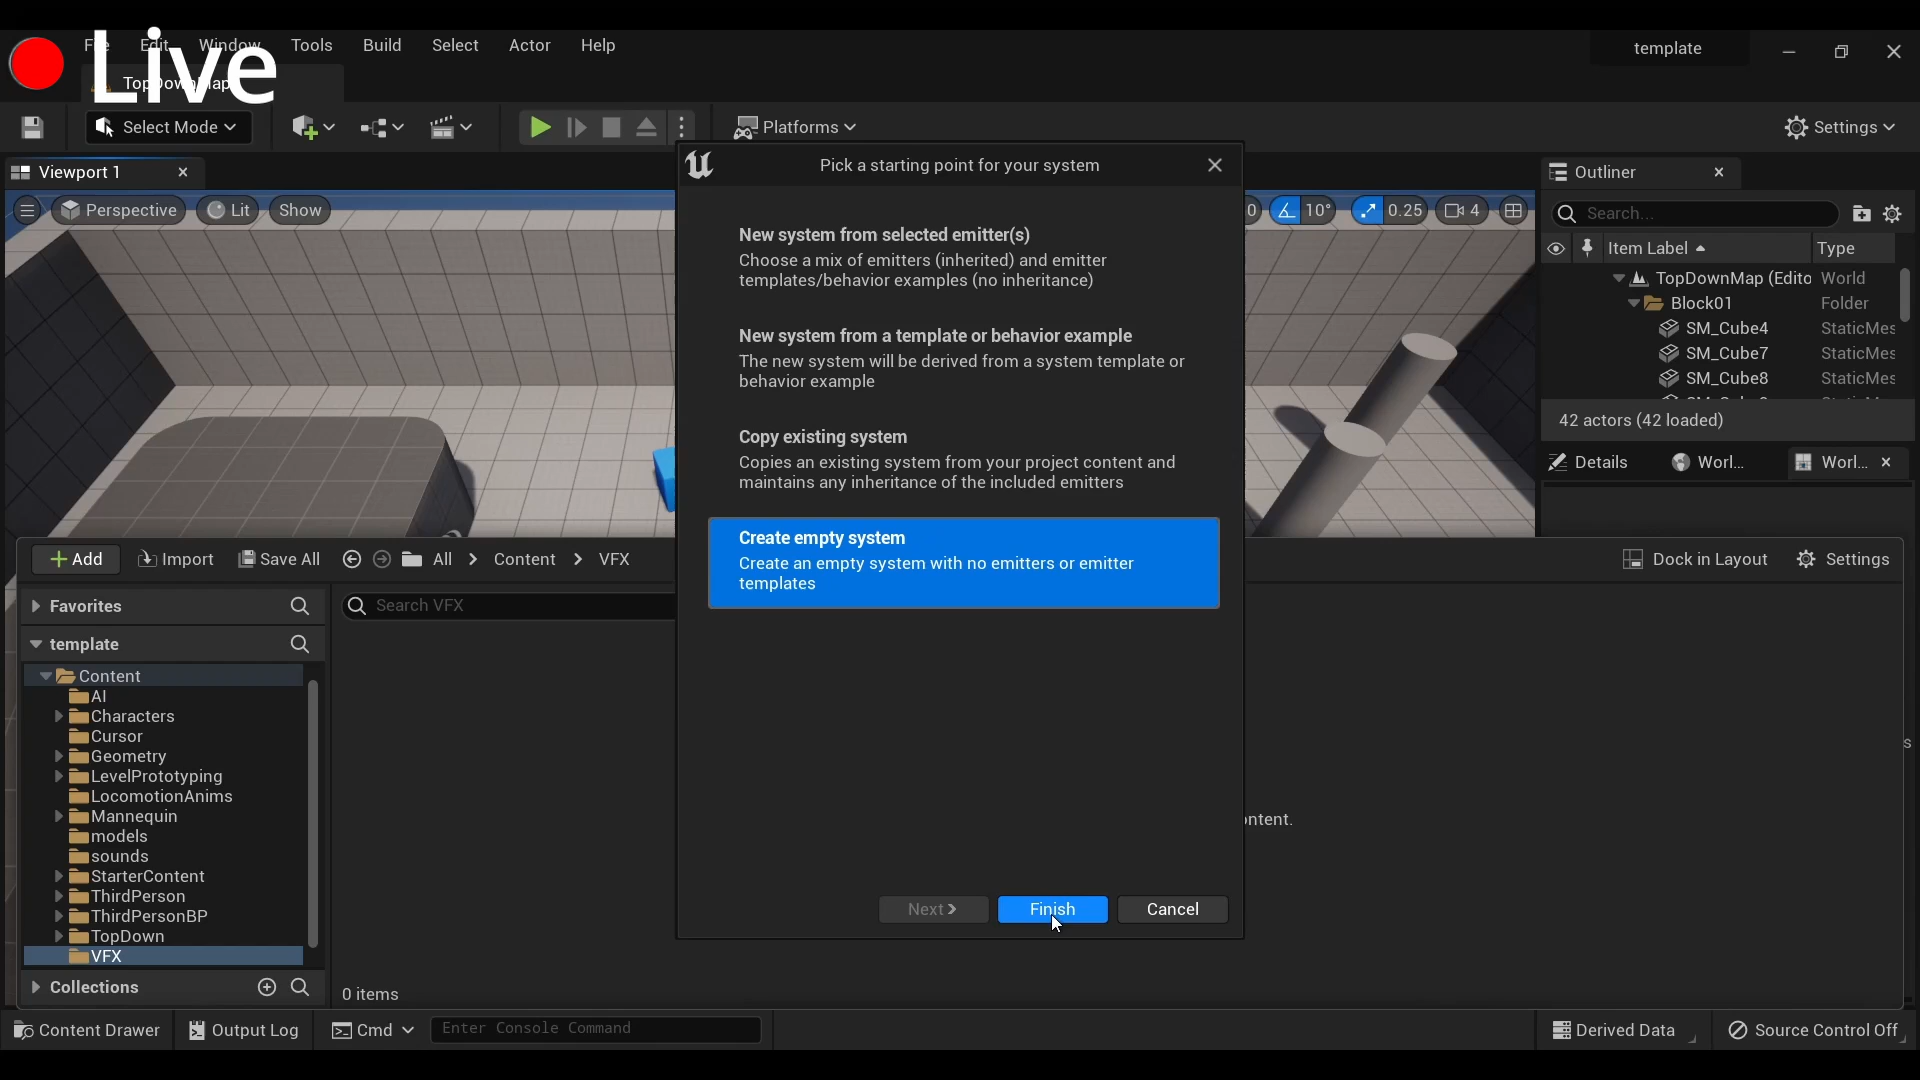 Live
File Edit Window Tools Build Select Actor Help
template
TopDownMap
Select Mode
Platforms
Settings
Viewport 1
Perspective
Lit
Show
0
10°
0.25
4
Pick a starting point for your system
New system from selected emitter(s)
Choose a mix of emitters (inherited) and emitter
templates/behavior examples (no inheritance)
New system from a template or behavior example
The new system will be derived from a system template or
behavior example
Copy existing system
Copies an existing system from your project content and
maintains any inheritance of the included emitters
Create empty system
Create an empty system with no emitters or emitter
templates
Next
Finish
Cancel
Outliner
Search...
Item Label
Type
TopDownMap (Edito World
Block01 Folder
SM_Cube4 StaticMes
SM_Cube7 StaticMes
SM_Cube8 StaticMes
42 actors (42 loaded)
Details
Worl...
Worl...
Add
Import
Save All
All
Content
VFX
Dock in Layout
Settings
Favorites
template
Content
AI
Characters
Cursor
Geometry
LevelPrototyping
LocomotionAnims
Mannequin
models
sounds
StarterContent
ThirdPerson
ThirdPersonBP
TopDown
VFX
Collections
Search VFX
ontent.
0 items
Content Drawer
Output Log
Cmd
Enter Console Command
Derived Data
Source Control Off